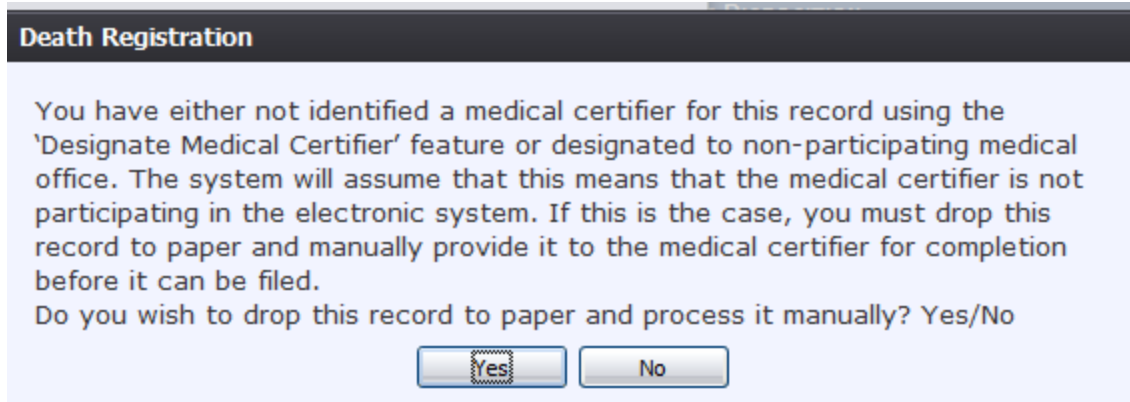 Death Registration
You have either not identified a medical certifier for this record using the
‘Designate Medical Certifier’ feature or designated to non-participating medical
office. The system will assume that this means that the medical certifier is not
participating in the electronic system. If this is the case, you must drop this
record to paper and manually provide it to the medical certifier for completion
before it can be filed.
Do you wish to drop this record to paper and process it manually? Yes/No
Yes No